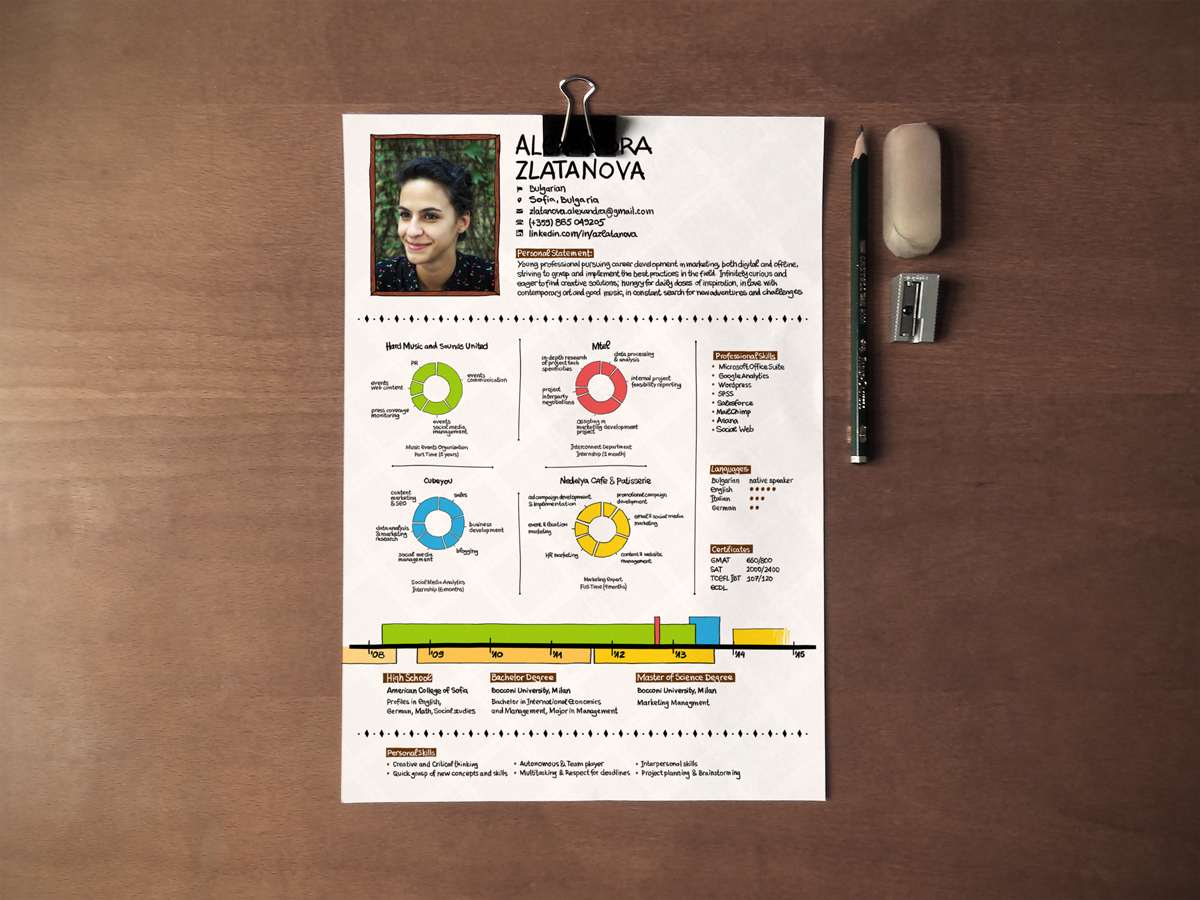 ALEXANDRA
ZLATANOVA
Bulgarian
Sofia, Bulgaria
zlatanova.alexandra@gmail.com
(+359) 885 049205
linkedin.com/in/azlatanova
Personal Statement:
Young professional pursuing career development in marketing, both digital and offline,
striving to grasp and implement the best practices in the field. Infinitely curious and
eager to find creative solutions; hungry for daily doses of inspiration, in love with
contemporary art and good music, in constant search for new adventures and challenges
Hard Music and Sounds United
PR
events
communication
events
web content
press coverage
monitoring
events
social media
management
Music Events Organization
Part Time (5 years)
Mtel
in-depth research
of project tech
specificities
data processing
& analysis
internal project
feasibility reporting
project
interparty
negotiations
assisting in
marketing development
project
Interconnect Department
Internship (1 month)
Cubeyou
content
marketing
& SEO
sales
data analysis
& marketing
research
business
development
social media
management
blogging
Social Media Analytics
Internship (6 months)
Nedelya Cafe & Patisserie
ad campaign development
& implementation
promotional campaign
development
event & location
marketing
email & social media
marketing
HR marketing
content & website
management
Marketing Expert
Full Time (9 months)
Professional Skills
Microsoft Office Suite
Google Analytics
Wordpress
SPSS
Salesforce
MailChimp
Asana
Social Web
Languages
Bulgarian native speaker
English
Italian
German
Certificates
GMAT 660/800
SAT 2000/2400
TOEFL IBT 107/120
ECDL
'08 '09 '10 '11 '12 '13 '14 '15
High School
American College of Sofia
Profiles in English,
German, Math, Social studies
Bachelor Degree
Bocconi University, Milan
Bachelor in International Economics
and Management, Major in Management
Master of Science Degree
Bocconi University, Milan
Marketing Managment
Personal Skills
• Creative and Critical thinking
• Quick grasp of new concepts and skills
• Autonomous & Team player
• Multitasking & Respect for deadlines
• Interpersonal skills
• Project planning & Brainstorming